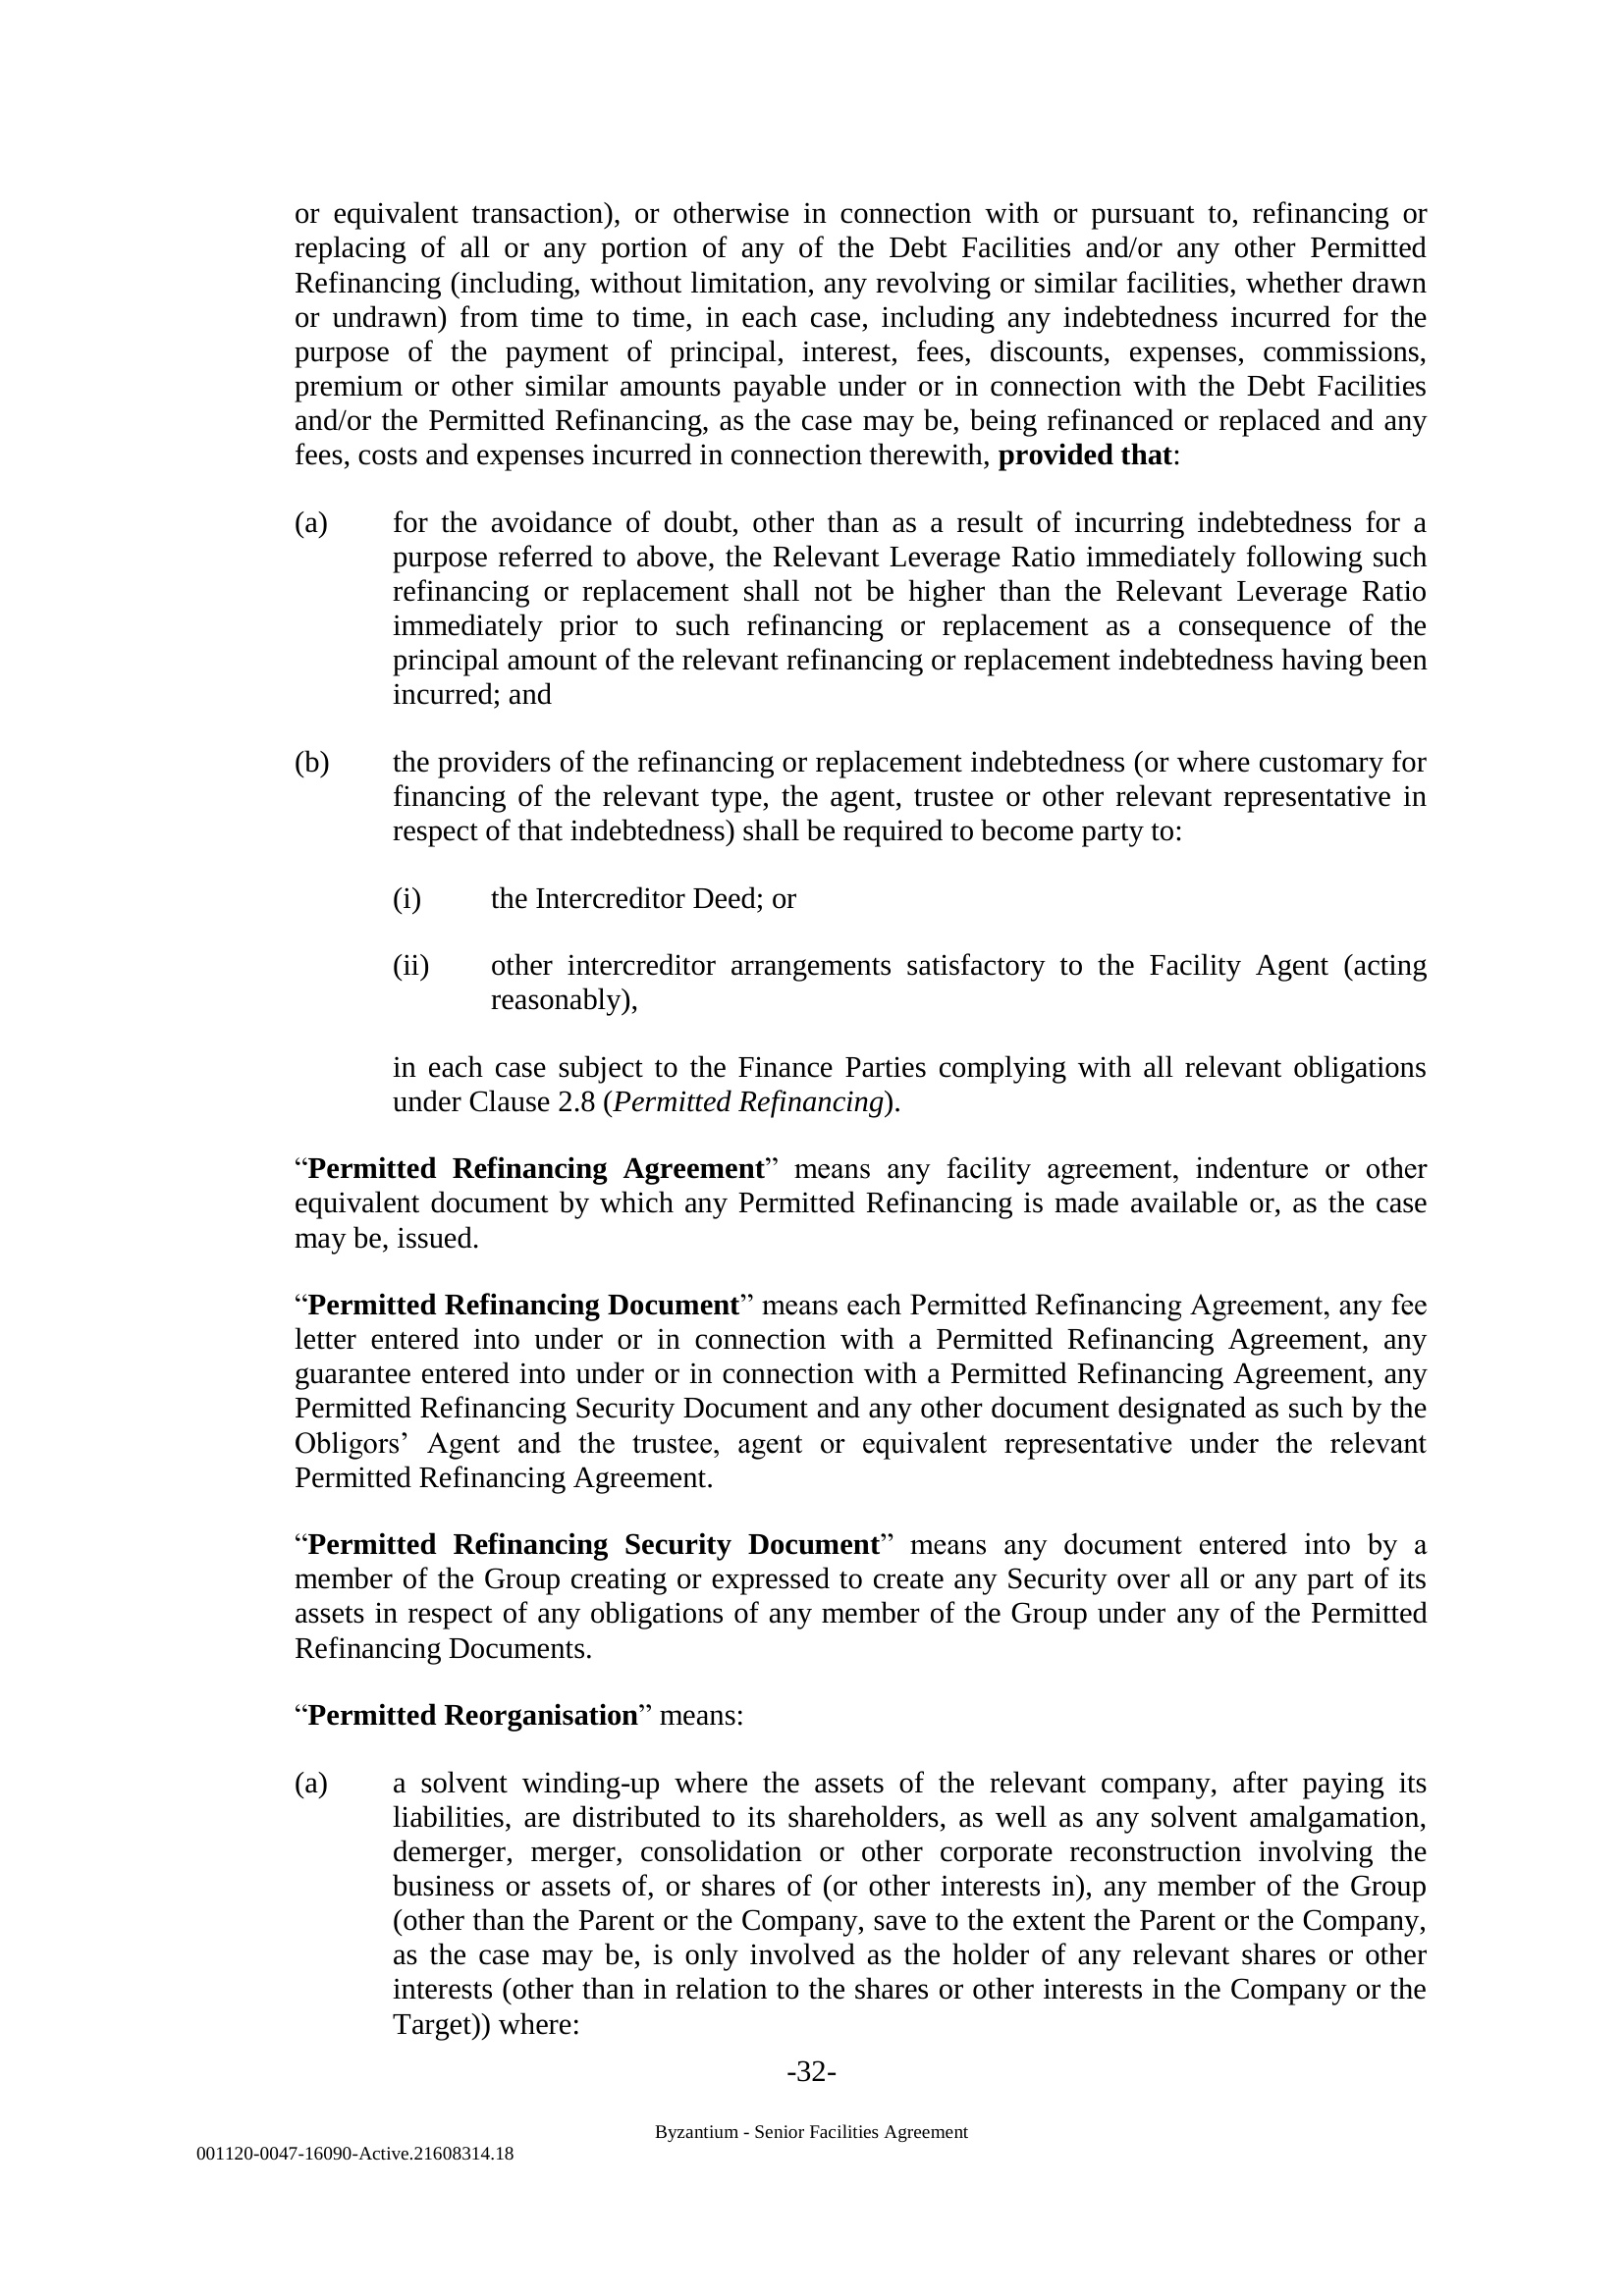 or equivalent transaction), or otherwise in connection with or pursuant to, refinancing or
replacing of all or any portion of any of the Debt Facilities and/or any other Permitted
Refinancing (including, without limitation, any revolving or similar facilities, whether drawn
or undrawn) from time to time, in each case, including any indebtedness incurred for the
purpose of the payment of principal, interest, fees, discounts, expenses, commissions,
premium or other similar amounts payable under or in connection with the Debt Facilities
and/or the Permitted Refinancing, as the case may be, being refinanced or replaced and any
fees, costs and expenses incurred in connection therewith, provided that:
(a) for the avoidance of doubt, other than as a result of incurring indebtedness for a
purpose referred to above, the Relevant Leverage Ratio immediately following such
refinancing or replacement shall not be higher than the Relevant Leverage Ratio
immediately prior to such refinancing or replacement as a consequence of the
principal amount of the relevant refinancing or replacement indebtedness having been
incurred; and
(b) the providers of the refinancing or replacement indebtedness (or where customary for
financing of the relevant type, the agent, trustee or other relevant representative in
respect of that indebtedness) shall be required to become party to:
(i) the Intercreditor Deed; or
(ii) other intercreditor arrangements satisfactory to the Facility Agent (acting
reasonably),
in each case subject to the Finance Parties complying with all relevant obligations
under Clause 2.8 (Permitted Refinancing).
“Permitted Refinancing Agreement” means any facility agreement, indenture or other
equivalent document by which any Permitted Refinancing is made available or, as the case
may be, issued.
“Permitted Refinancing Document” means each Permitted Refinancing Agreement, any fee
letter entered into under or in connection with a Permitted Refinancing Agreement, any
guarantee entered into under or in connection with a Permitted Refinancing Agreement, any
Permitted Refinancing Security Document and any other document designated as such by the
Obligors’ Agent and the trustee, agent or equivalent representative under the relevant
Permitted Refinancing Agreement.
“Permitted Refinancing Security Document” means any document entered into by a
member of the Group creating or expressed to create any Security over all or any part of its
assets in respect of any obligations of any member of the Group under any of the Permitted
Refinancing Documents.
“Permitted Reorganisation” means:
(a) a solvent winding-up where the assets of the relevant company, after paying its
liabilities, are distributed to its shareholders, as well as any solvent amalgamation,
demerger, merger, consolidation or other corporate reconstruction involving the
business or assets of, or shares of (or other interests in), any member of the Group
(other than the Parent or the Company, save to the extent the Parent or the Company,
as the case may be, is only involved as the holder of any relevant shares or other
interests (other than in relation to the shares or other interests in the Company or the
Target)) where:
-32-
Byzantium - Senior Facilities Agreement
001120-0047-16090-Active.21608314.18